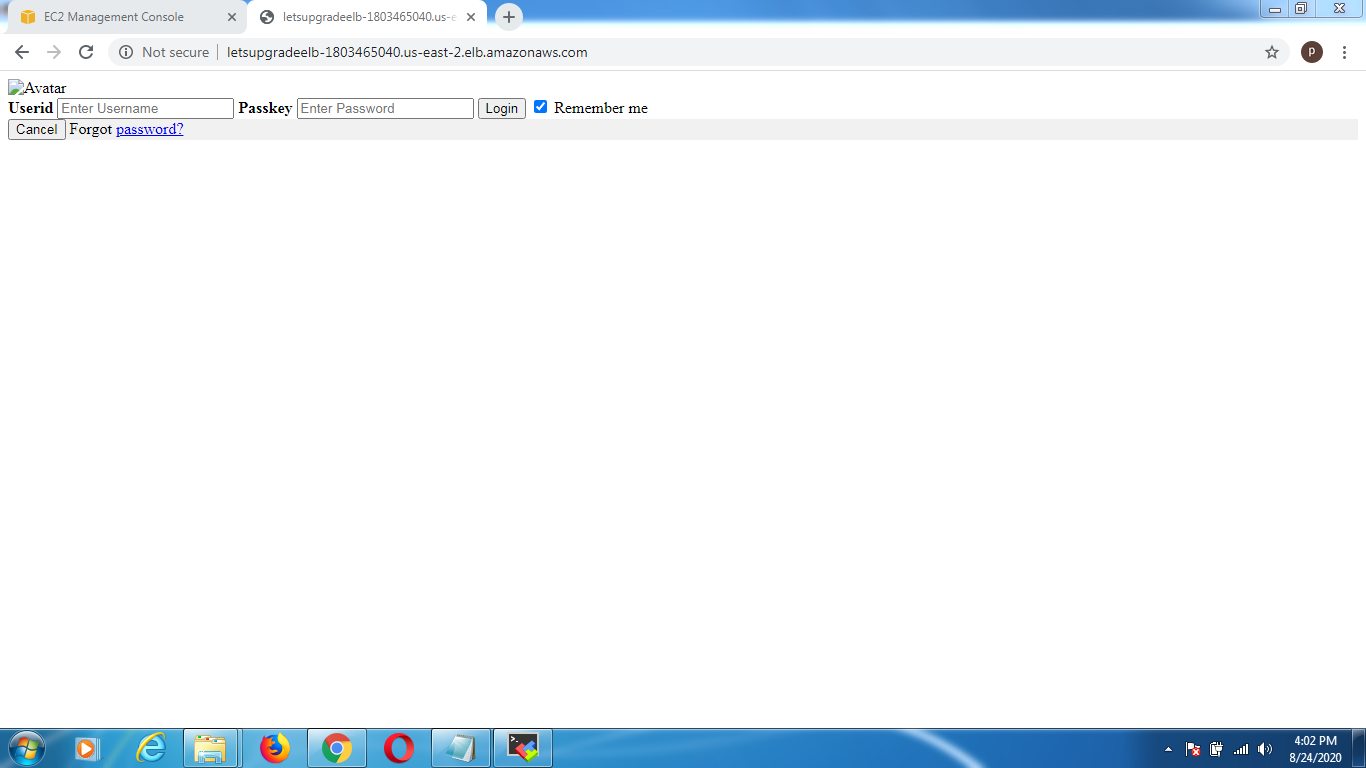 EC2 Management Console
letsupgradeelb-1803465040.us-e
Not secure
letsupgradeelb-1803465040.us-east-2.elb.amazonaws.com
P
Avatar
Userid Enter Username Passkey Enter Password Login Remember me
Cancel Forgot password?
4:02 PM
8/24/2020